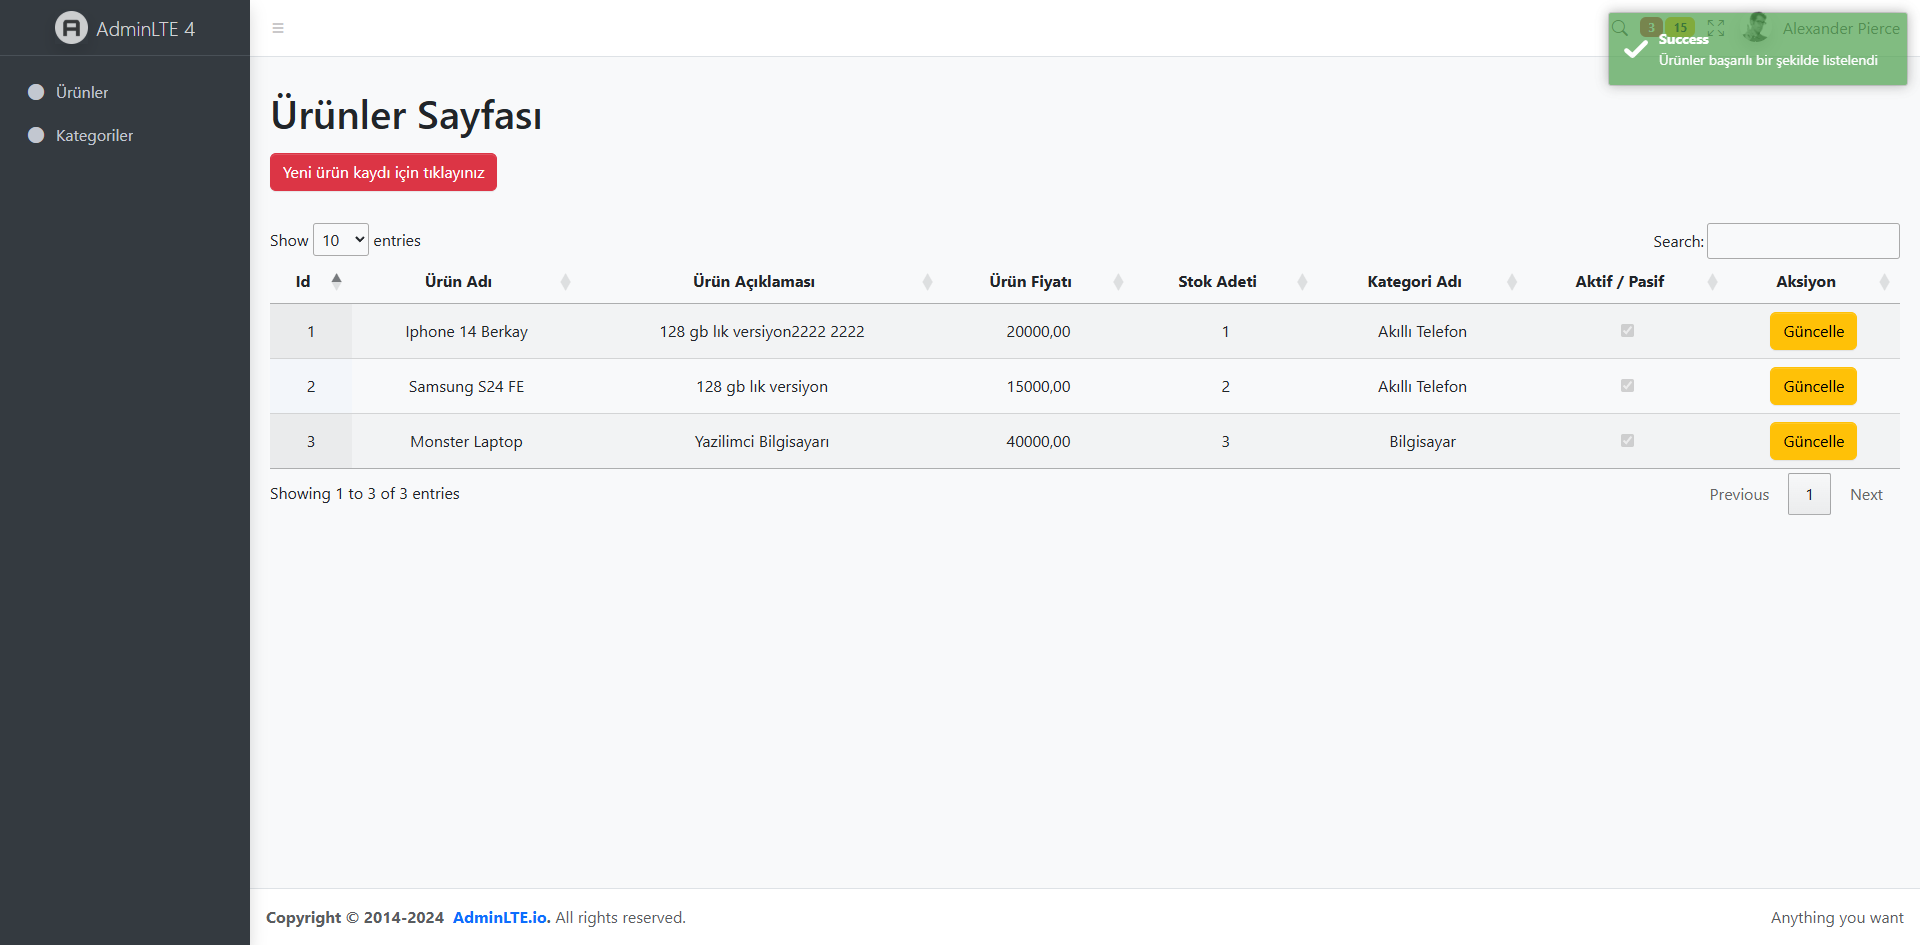 AdminLTE 4
Ürünler
Kategoriler
3 15 Alexander Pierce
Success
Ürünler başarılı bir şekilde listelendi
Ürünler Sayfası
Yeni ürün kaydı için tıklayınız
Show 10 entries Search:
Id Ürün Adı Ürün Açıklaması Ürün Fiyatı Stok Adeti Kategori Adı Aktif / Pasif Aksiyon
1 Iphone 14 Berkay 128 gb lık versiyon2222 2222 20000,00 1 Akıllı Telefon Güncelle
2 Samsung S24 FE 128 gb lık versiyon 15000,00 2 Akıllı Telefon Güncelle
3 Monster Laptop Yazilimci Bilgisayarı 40000,00 3 Bilgisayar Güncelle
Showing 1 to 3 of 3 entries Previous 1 Next
Copyright © 2014-2024 AdminLTE.io. All rights reserved. Anything you want